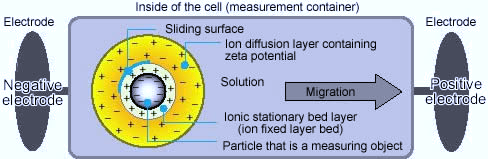 Inside of the cell (measurement container)
Electrode
Electrode
Sliding surface
Ion diffusion layer containing
zeta potential
Solution
Migration
Negative
electrode
Positive
electrode
Ionic stationary bed layer
(ion fixed layer bed)
Particle that is a measuring object